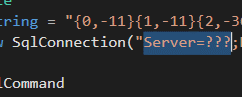 tring = "{0,-11}{1,-11}{2,-3
w SqlConnection("Server=???;
lCommand